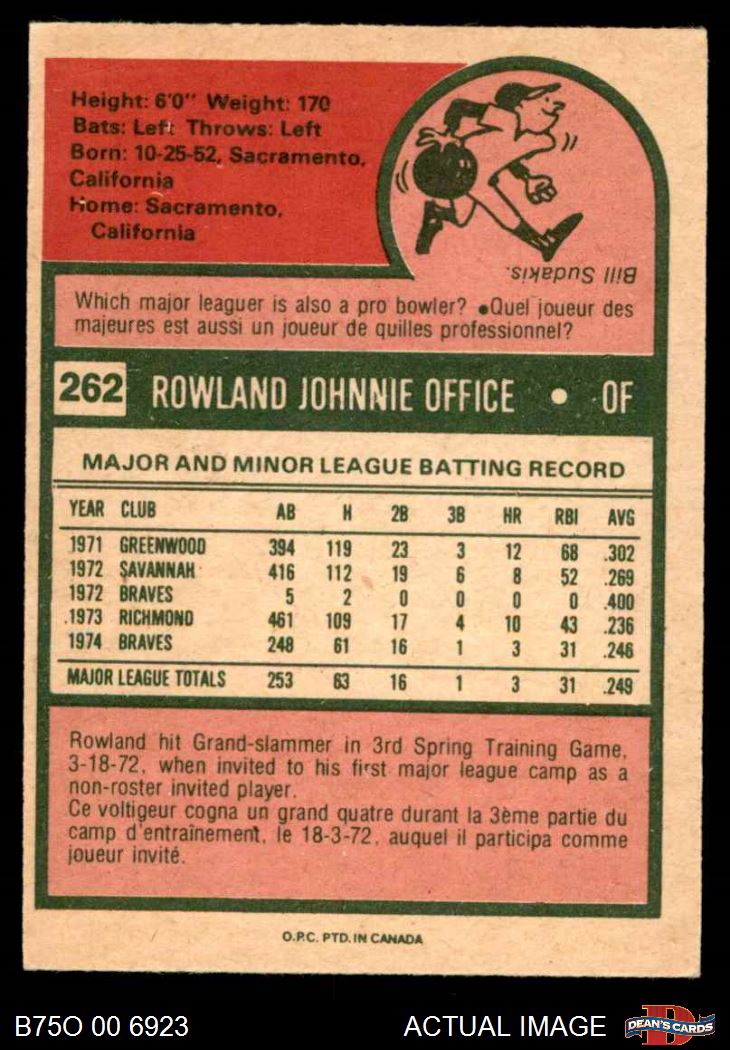 Height: 6'0" Weight: 170
Bats: Left Throws: Left
Born: 10-25-52, Sacramento,
California
Home: Sacramento,
California
Bill Sudakis.
Which major leaguer is also a pro bowler? ●Quel joueur des
majeures est aussi un joueur de quilles professionnel?
262 ROWLAND JOHNNIE OFFICE • OF
MAJOR AND MINOR LEAGUE BATTING RECORD
YEAR CLUB AB H 2B 3B HR RBI AVG
1971 GREENWOOD 394 119 23 3 12 68 .302
1972 SAVANNAH 416 112 19 6 8 52 .269
1972 BRAVES 5 2 0 0 0 0 .400
1973 RICHMOND 461 109 17 4 10 43 .236
1974 BRAVES 248 61 16 1 3 31 .246
MAJOR LEAGUE TOTALS 253 63 16 1 3 31 .249
Rowland hit Grand-slammer in 3rd Spring Training Game,
3-18-72, when invited to his first major league camp as a
non-roster invited player.
Ce voltigeur cogna un grand quatre durant la 3ème partie du
camp d'entraînement, le 18-3-72, auquel il participa comme
joueur invité.
O.P.C. PTD. IN CANADA
B75O 00 6923 ACTUAL IMAGE D DEAN'S CARDS